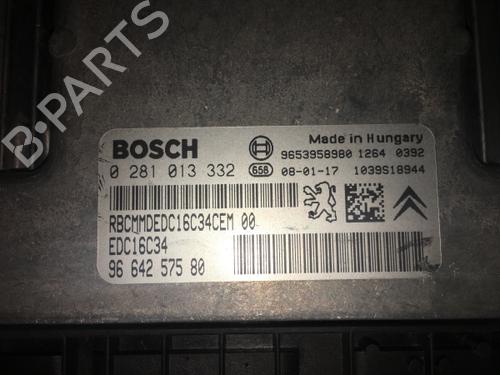 B-PARTS
BOSCH
Made in Hungary
9653958980 1264 0392
0 281 013 332 658 08-01-17 1039S18944
RBCMMDEDC16C34CEM 00
EDC16C34
96 642 575 80